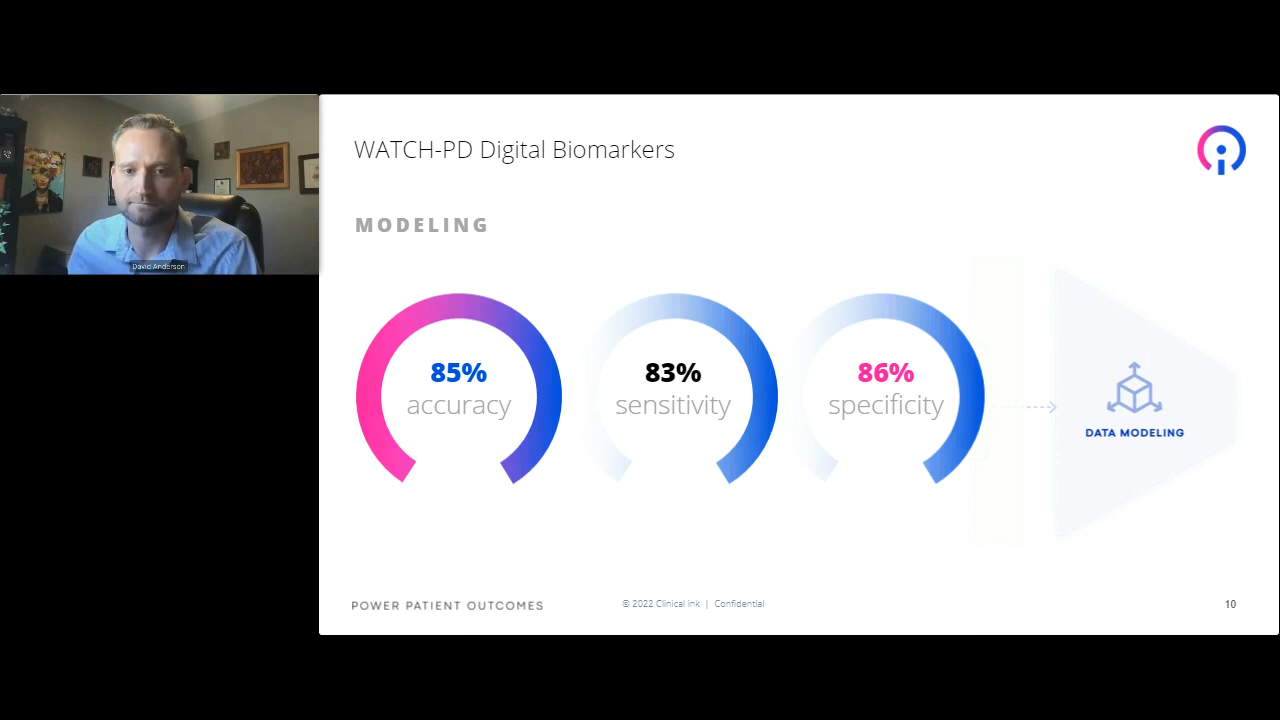 David Anderson
WATCH-PD Digital Biomarkers
MODELING
85%
accuracy
83%
sensitivity
86%
specificity
DATA MODELING
POWER PATIENT OUTCOMES
© 2022 Clinical ink | Confidential
10